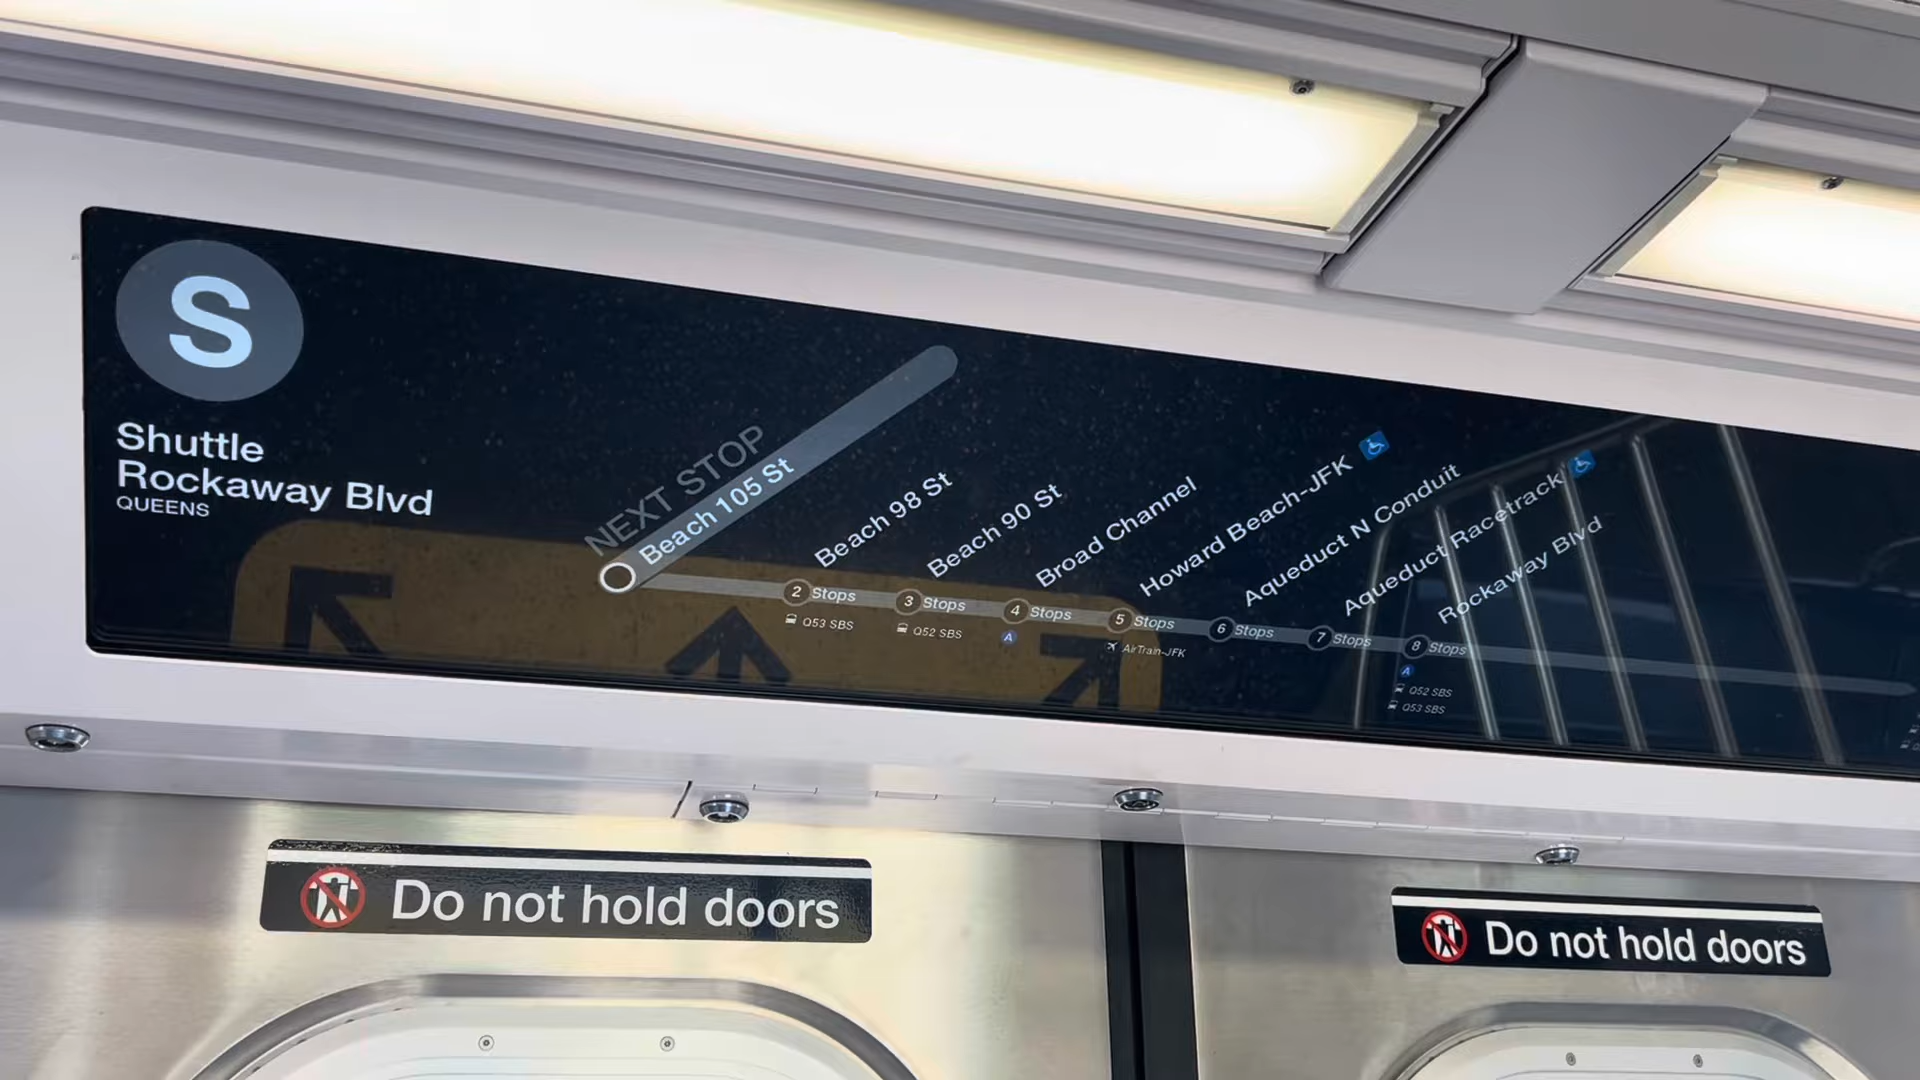 S
Shuttle
Rockaway Blvd
QUEENS
NEXT STOP
Beach 105 St
Beach 98 St
2 Stops
Q53 SBS
Beach 90 St
3 Stops
Q52 SBS
Broad Channel
4 Stops
A
Howard Beach-JFK
5 Stops
AirTrain-JFK
Aqueduct N Conduit
6 Stops
Aqueduct Racetrack
7 Stops
Rockaway Blvd
8 Stops
A
Q52 SBS
Q53 SBS
Do not hold doors
Do not hold doors